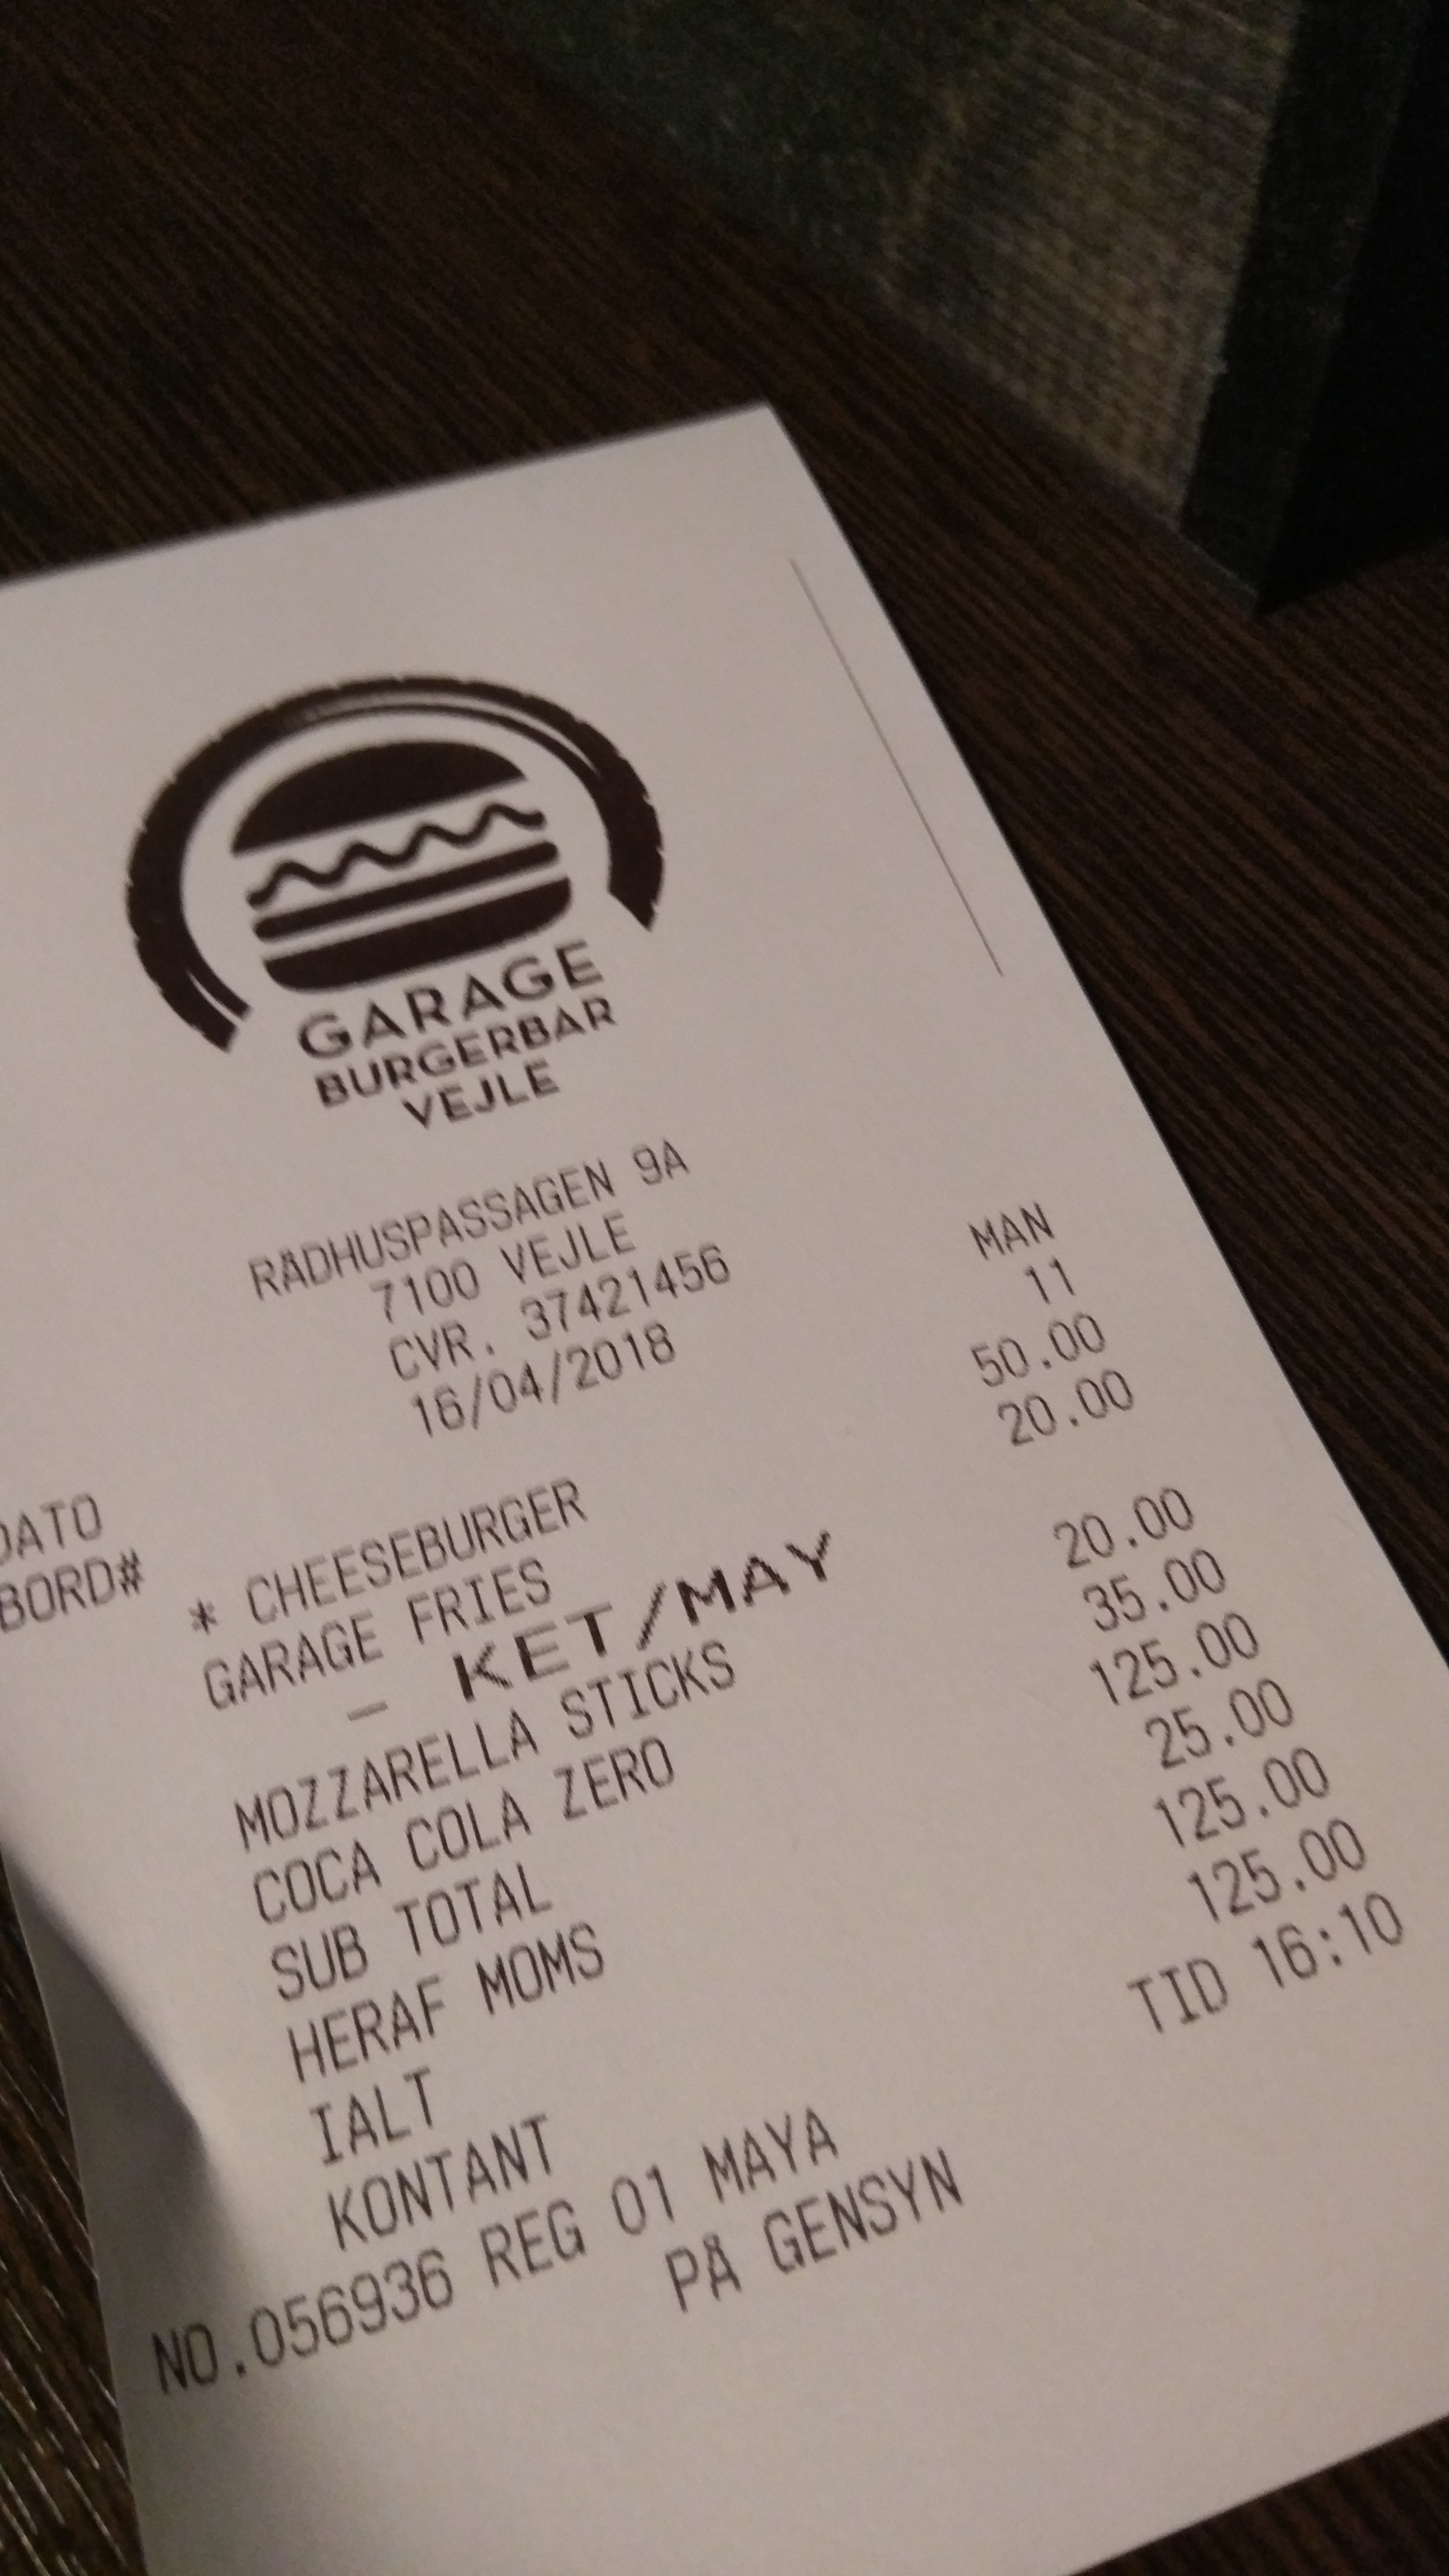 GARAGE
BURGERBAR
VEJLE
RÅDHUSPASSAGEN 9A
7100 VEJLE
CVR. 37421456
16/04/2018
DATO MAN
BORD# 11
* CHEESEBURGER 50.00
GARAGE FRIES 20.00
— KET/MAY
MOZZARELLA STICKS 20.00
COCA COLA ZERO 35.00
SUB TOTAL 125.00
HERAF MOMS 25.00
IALT 125.00
KONTANT 125.00
NO.056936 REG 01 MAYA TID 16:10
PÅ GENSYN